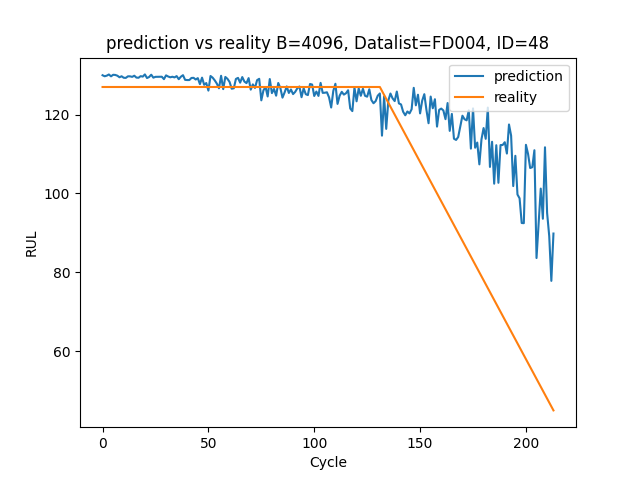 prediction vs reality B=4096, Datalist=FD004, ID=48
prediction
reality
120
100
80
60
RUL
0
50
100
150
200
Cycle